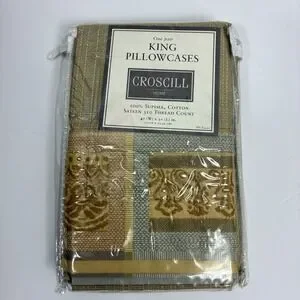 One pair
KING
PILLOWCASES
CROSCILL
HOME
100% SUPIMA, COTTON
SATEEN 310 THREAD COUNT